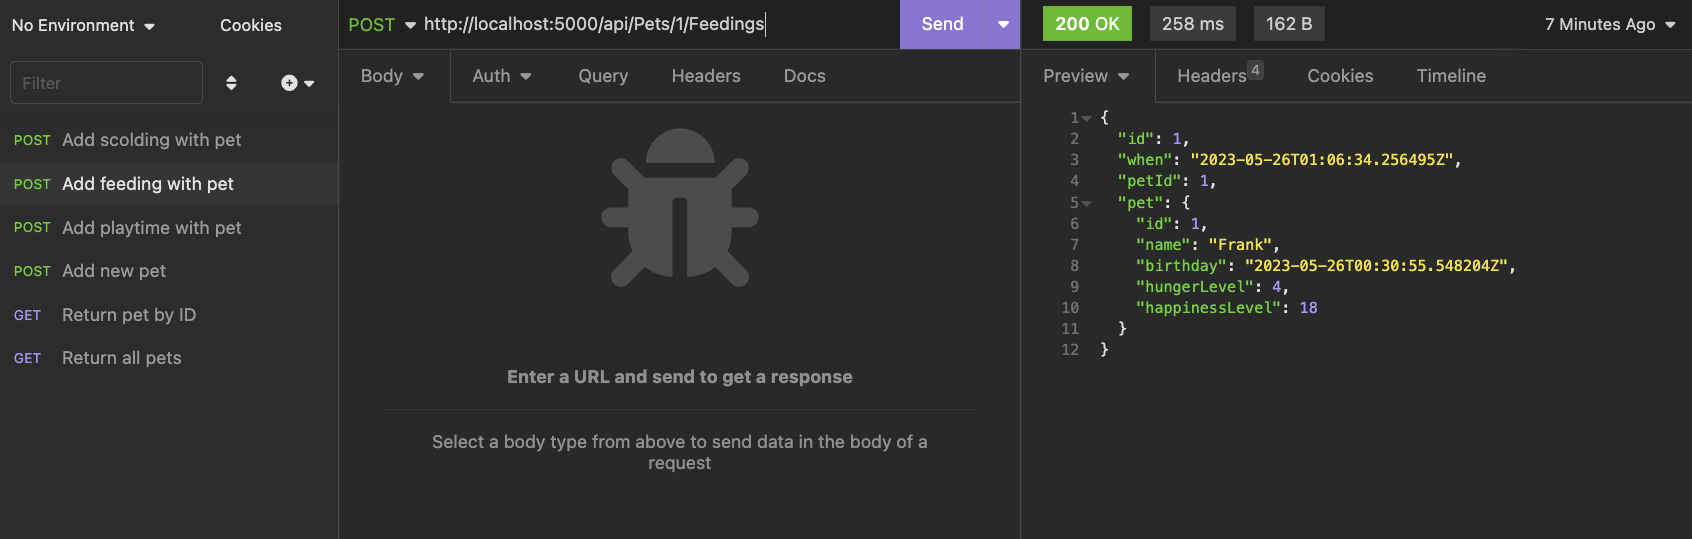 No Environment
Cookies
Filter
POST Add scolding with pet
POST Add feeding with pet
POST Add playtime with pet
POST Add new pet
GET Return pet by ID
GET Return all pets
POST http://localhost:5000/api/Pets/1/Feedings Send
Body Auth Query Headers Docs
Enter a URL and send to get a response
Select a body type from above to send data in the body of a
request
200 OK 258 ms 162 B 7 Minutes Ago
Preview Headers 4 Cookies Timeline
1 {
2 "id": 1,
3 "when": "2023-05-26T01:06:34.256495Z",
4 "petId": 1,
5 "pet": {
6 "id": 1,
7 "name": "Frank",
8 "birthday": "2023-05-26T00:30:55.548204Z",
9 "hungerLevel": 4,
10 "happinessLevel": 18
11 }
12 }